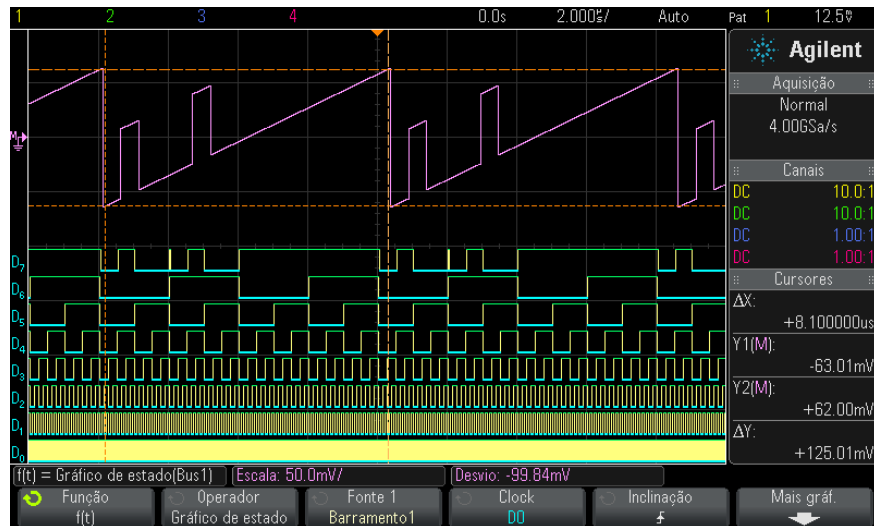 1 2 3 4 0.0s 2.000㎲/ Auto Pat 1 12.5V
Agilent
Aquisição
Normal
4.00GSa/s
Canais
DC 10.0:1
DC 10.0:1
DC 1.00:1
DC 1.00:1
Cursores
ΔX:
+8.100000us
Y1(M):
-63.01mV
Y2(M):
+62.00mV
ΔY:
+125.01mV
M
D7
D6
D5
D4
D3
D2
D1
D0
f(t) = Gráfico de estado(Bus1) Escala: 50.0mV/ Desvio: -99.84mV
Função Operador Fonte 1 Clock Inclinação Mais gráf.
f(t) Gráfico de estado Barramento1 D0